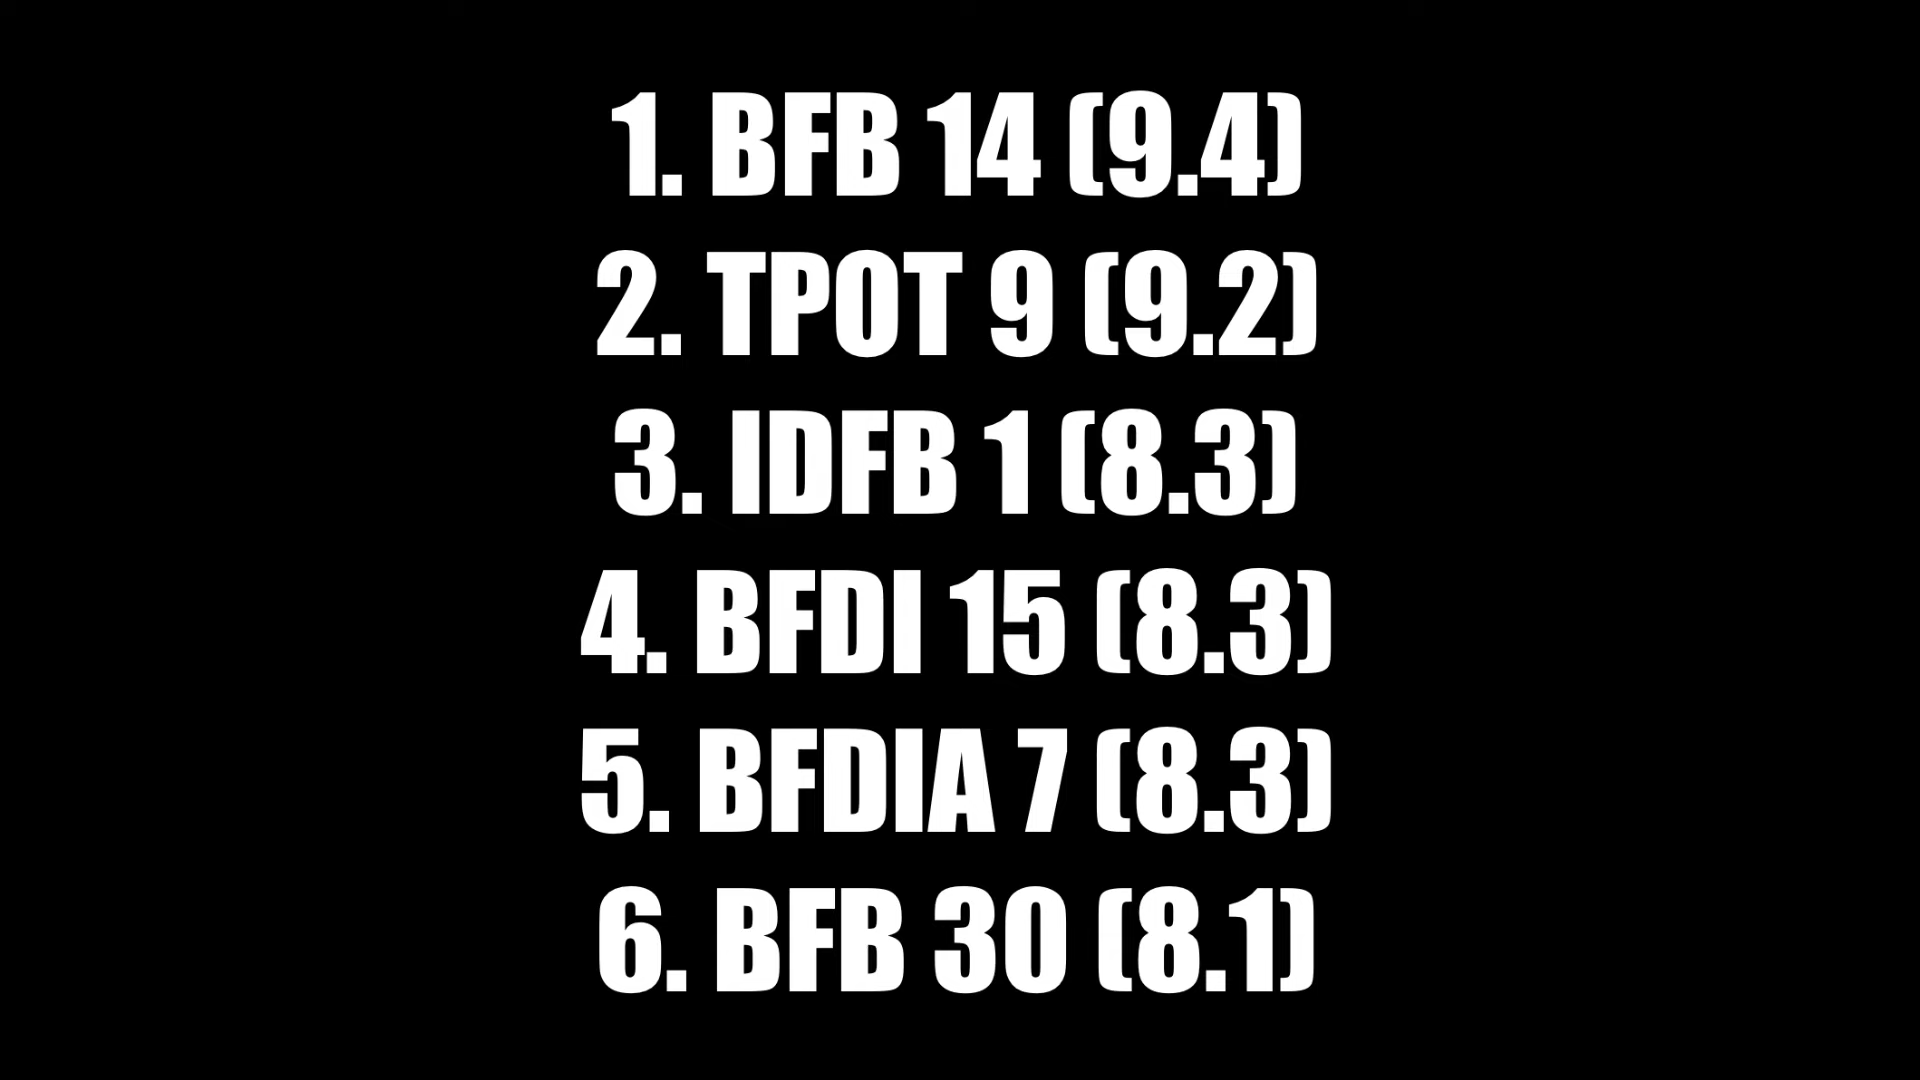 1. BFB 14 (9.4)
2. TPOT 9 (9.2)
3. IDFB 1 (8.3)
4. BFDI 15 (8.3)
5. BFDIA 7 (8.3)
6. BFB 30 (8.1)